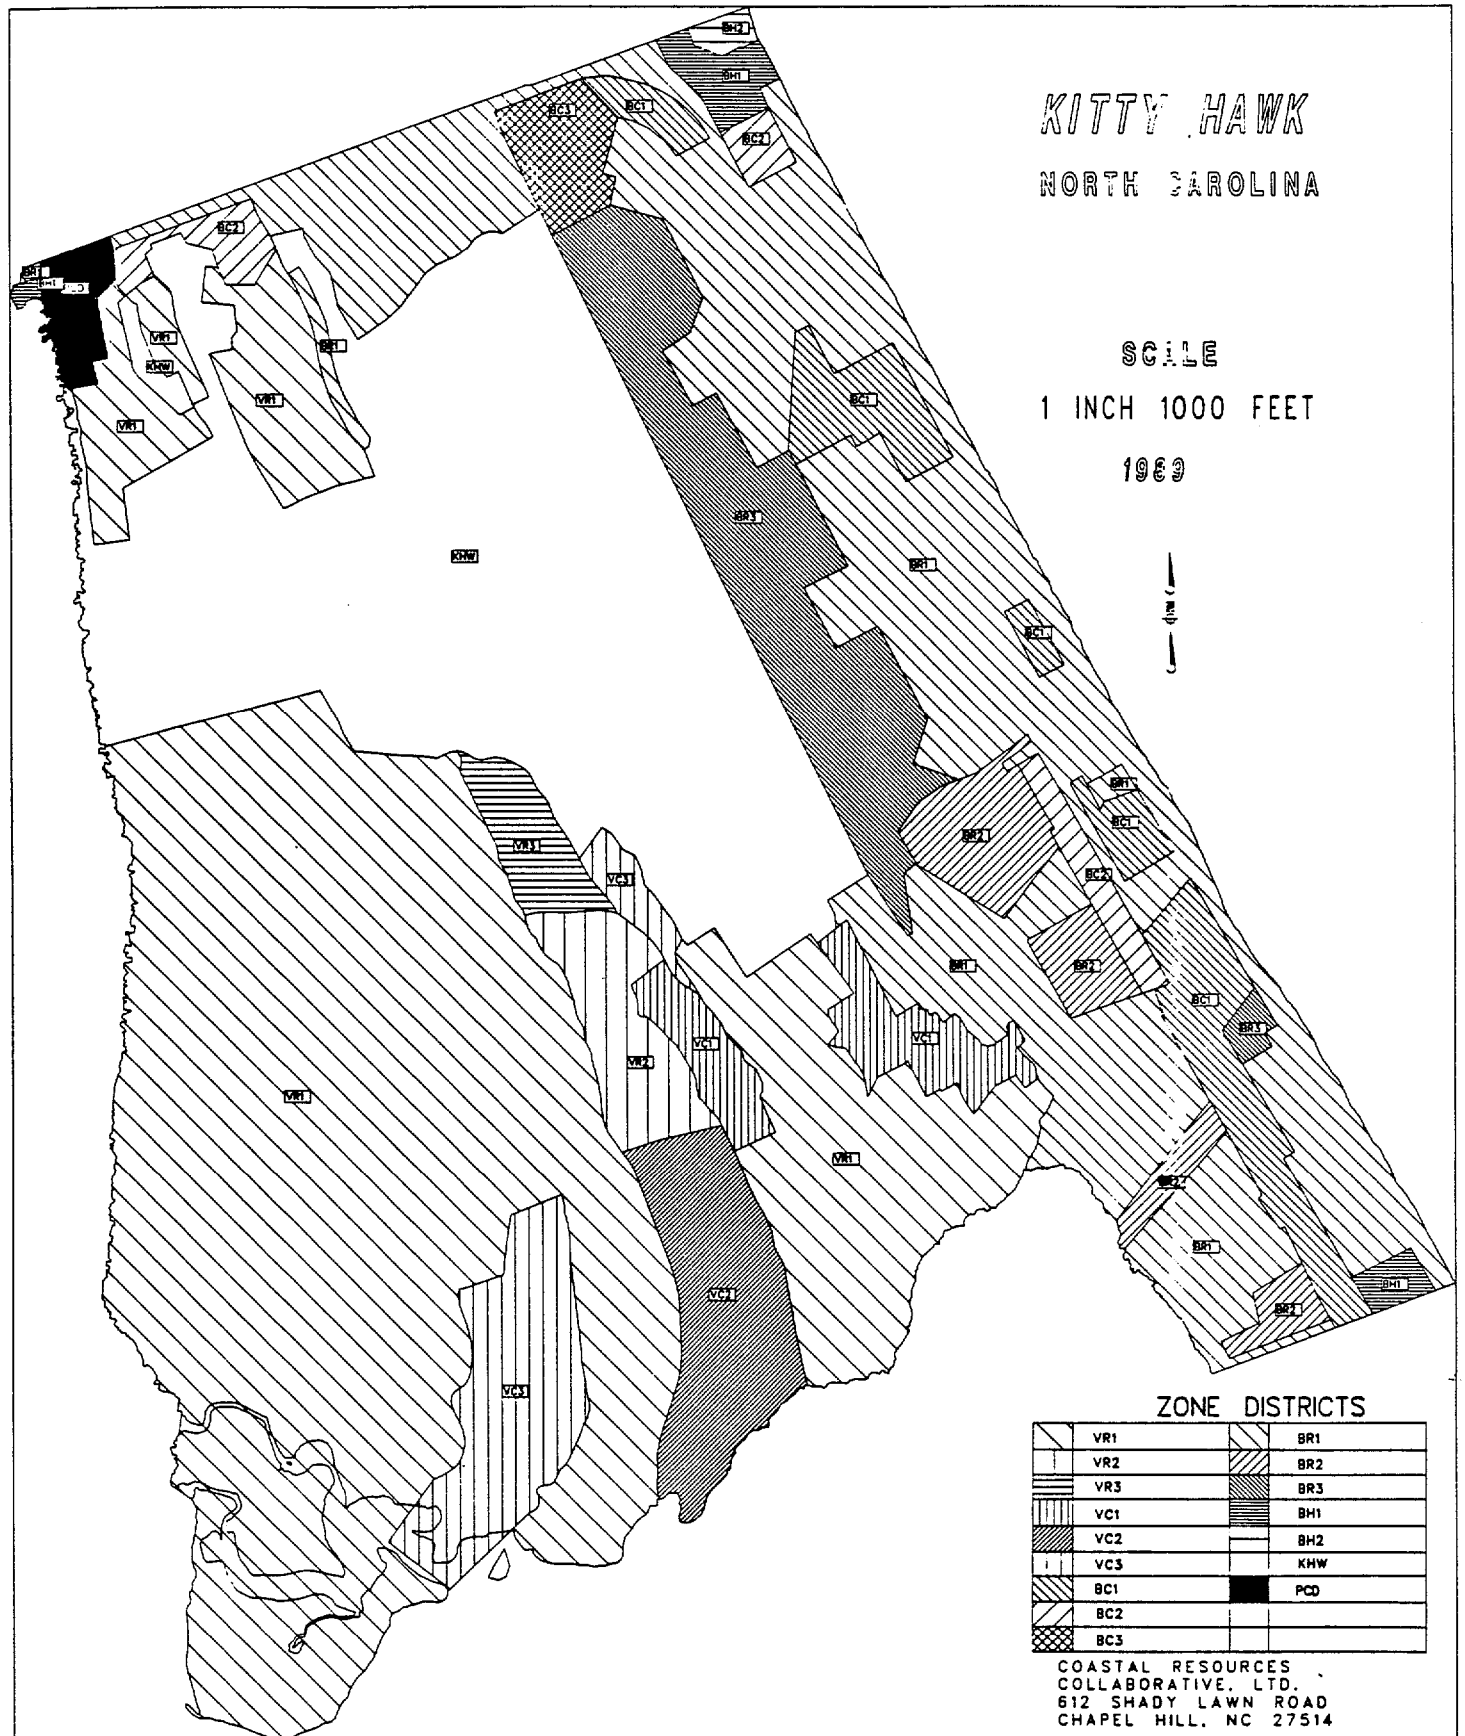 KITTY HAWK
NORTH CAROLINA
SCALE
1 INCH 1000 FEET
1989
BH2
BH1
BC3
BC1
BC2
BC2
BR1
BH1
VR1
KHW
BR1
VR1
BC1
VR1
BR3
KHW
BR1
BC1
BR1
BC1
BR2
VR3
BC2
VC3
BR1
BR2
BC1
BR3
VC1
VC1
VR2
VR1
VR1
BR2
BR1
BH1
VC2
BR2
VC3
ZONE DISTRICTS
VR1 BR1
VR2 BR2
VR3 BR3
VC1 BH1
VC2 BH2
VC3 KHW
BC1 PCD
BC2
BC3
COASTAL RESOURCES
COLLABORATIVE, LTD.
612 SHADY LAWN ROAD
CHAPEL HILL, NC 27514